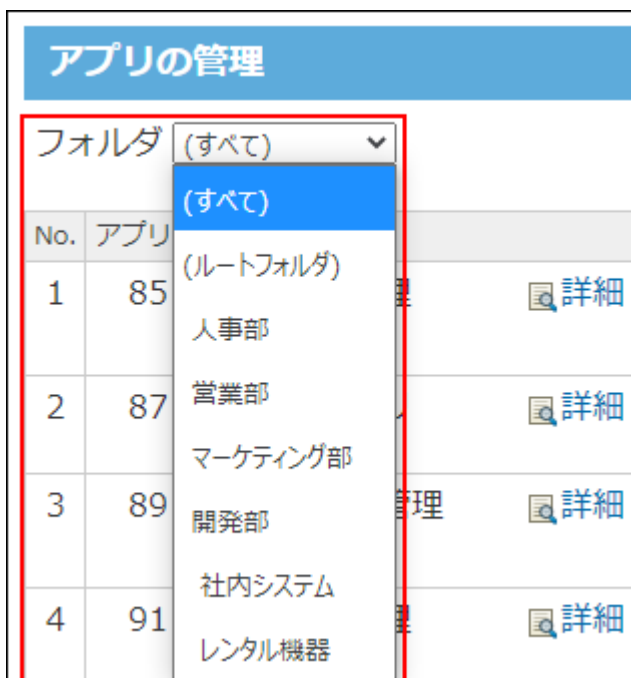 アプリの管理
フォルダ (すべて)
(すべて)
No. アプリ
(ルートフォルダ)
1 85 詳細
人事部
営業部
2 87 詳細
マーケティング部
3 89 管理 詳細
開発部
社内システム
4 91 詳細
レンタル機器